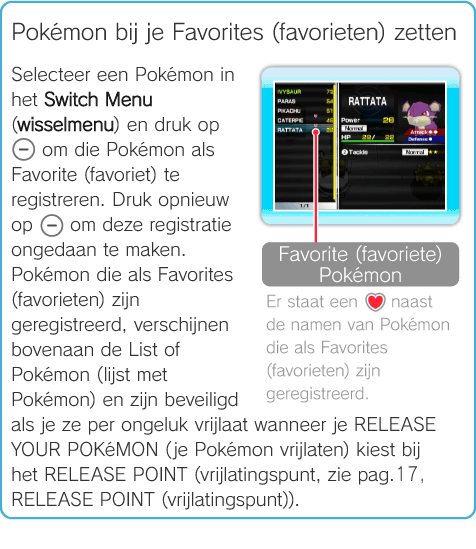 Pokémon bij je Favorites (favorieten) zetten
Selecteer een Pokémon in
het Switch Menu
(wisselmenu) en druk op
⊖ om die Pokémon als
Favorite (favoriet) te
registreren. Druk opnieuw
op ⊖ om deze registratie
ongedaan te maken.
Pokémon die als Favorites
(favorieten) zijn
geregistreerd, verschijnen
bovenaan de List of
Pokémon (lijst met
Pokémon) en zijn beveiligd
als je ze per ongeluk vrijlaat wanneer je RELEASE
YOUR POKéMON (je Pokémon vrijlaten) kiest bij
het RELEASE POINT (vrijlatingspunt, zie pag.17,
RELEASE POINT (vrijlatingspunt)).
IVYSAUR 73
PARAS
PIKACHU
CATERPIE
RATTATA
1/1
RATTATA
Power 26
Normal
Attack
HP 22/ 22
Defense
Tackle Normal ★★
Favorite (favoriete)
Pokémon
Er staat een ❤ naast
de namen van Pokémon
die als Favorites
(favorieten) zijn
geregistreerd.